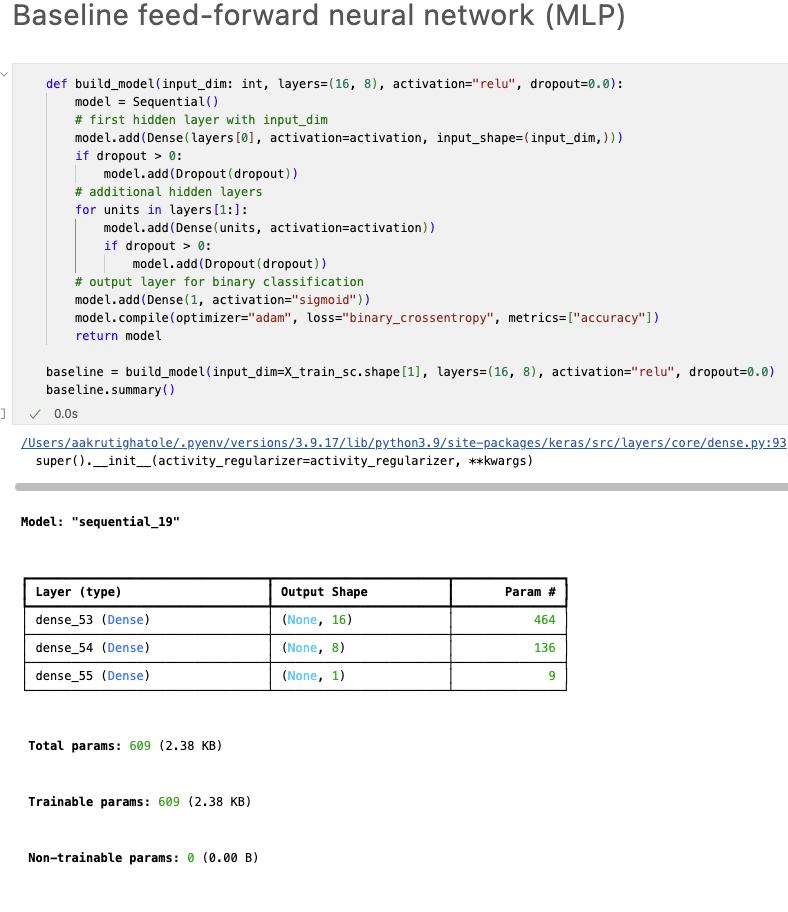 Baseline feed-forward neural network (MLP)
def build_model(input_dim: int, layers=(16, 8), activation="relu", dropout=0.0):
model = Sequential()
# first hidden layer with input_dim
model.add(Dense(layers[0], activation=activation, input_shape=(input_dim,)))
if dropout > 0:
model.add(Dropout(dropout))
# additional hidden layers
for units in layers[1:]:
model.add(Dense(units, activation=activation))
if dropout > 0:
model.add(Dropout(dropout))
# output layer for binary classification
model.add(Dense(1, activation="sigmoid"))
model.compile(optimizer="adam", loss="binary_crossentropy", metrics=["accuracy"])
return model
baseline = build_model(input_dim=X_train_sc.shape[1], layers=(16, 8), activation="relu", dropout=0.0)
baseline.summary()
] ✓ 0.0s
/Users/aakrutighatole/.pyenv/versions/3.9.17/lib/python3.9/site-packages/keras/src/layers/core/dense.py:93
super().__init__(activity_regularizer=activity_regularizer, **kwargs)
Model: "sequential_19"
Layer (type) Output Shape Param #
dense_53 (Dense) (None, 16) 464
dense_54 (Dense) (None, 8) 136
dense_55 (Dense) (None, 1) 9
Total params: 609 (2.38 KB)
Trainable params: 609 (2.38 KB)
Non-trainable params: 0 (0.00 B)